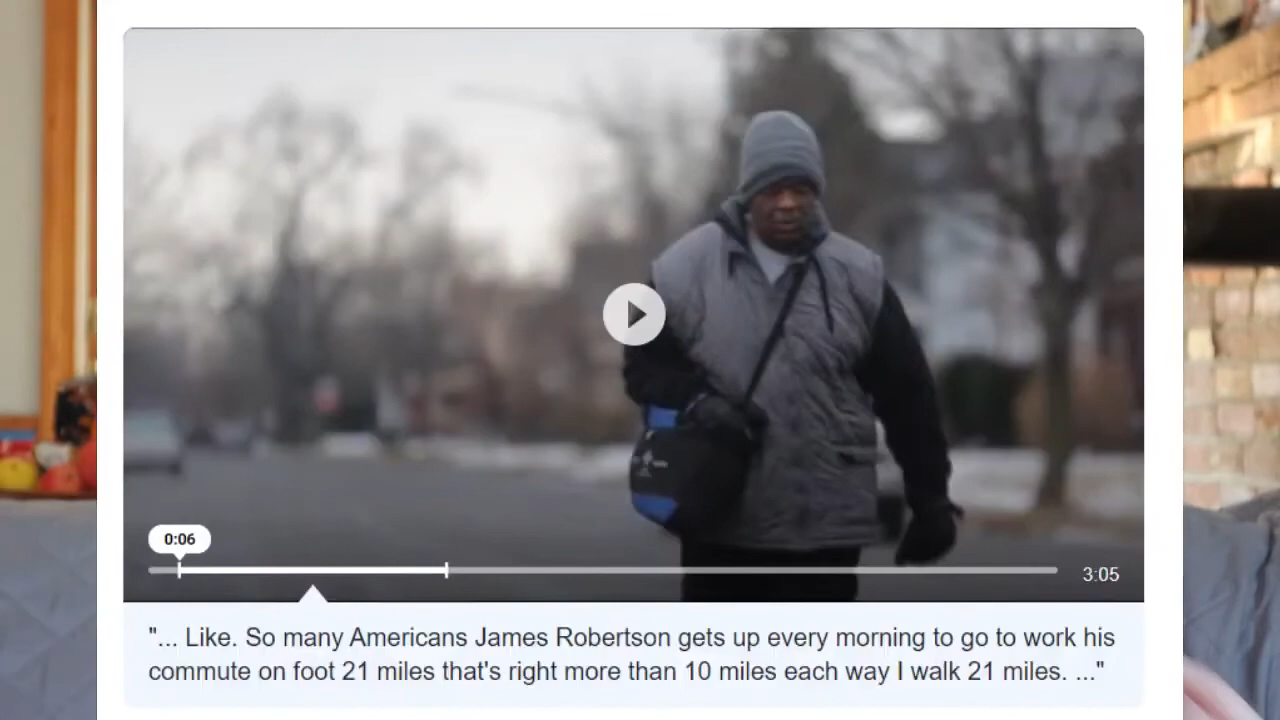 0:06
3:05
"... Like. So many Americans James Robertson gets up every morning to go to work his
commute on foot 21 miles that's right more than 10 miles each way I walk 21 miles. ..."